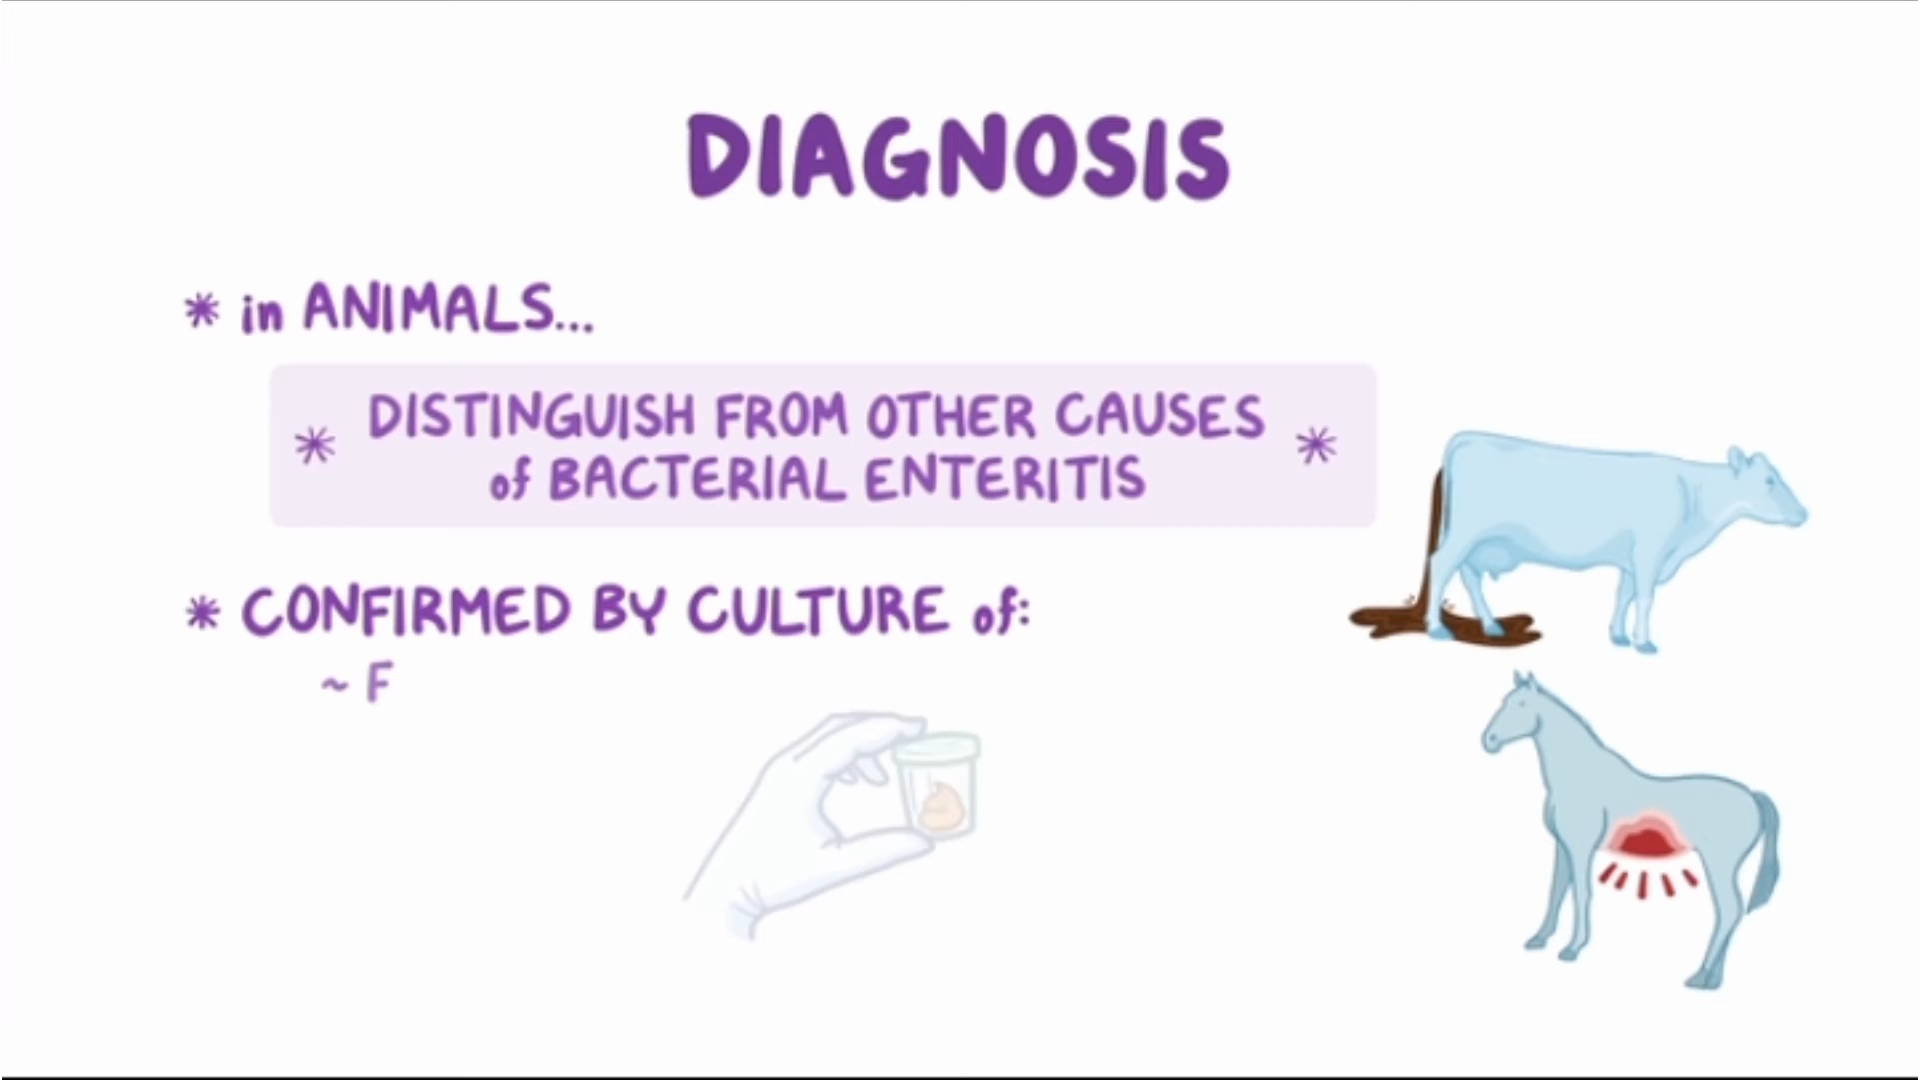 DIAGNOSIS
* in ANIMALS...
* DISTINGUISH FROM OTHER CAUSES *
of BACTERIAL ENTERITIS
* CONFIRMED BY CULTURE of:
~ F